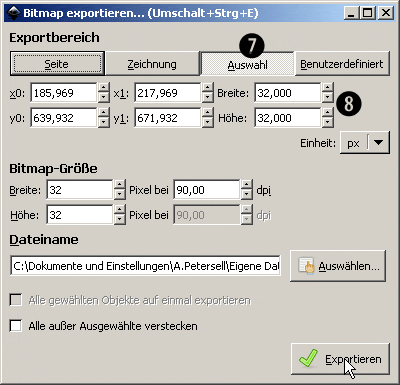 Bitmap exportieren... (Umschalt+Strg+E)
Exportbereich
7
Seite Zeichnung Auswahl Benutzerdefiniert
x0: 185,969 x1: 217,969 Breite: 32,000
8
y0: 639,932 y1: 671,932 Höhe: 32,000
Einheit: px
Bitmap-Größe
Breite: 32 Pixel bei 90,00 dpi
Höhe: 32 Pixel bei 90,00 dpi
Dateiname
C:\Dokumente und Einstellungen\A.Petersell\Eigene Dat Auswählen...
Alle gewählten Objekte auf einmal exportieren
Alle außer Ausgewählte verstecken
Exportieren